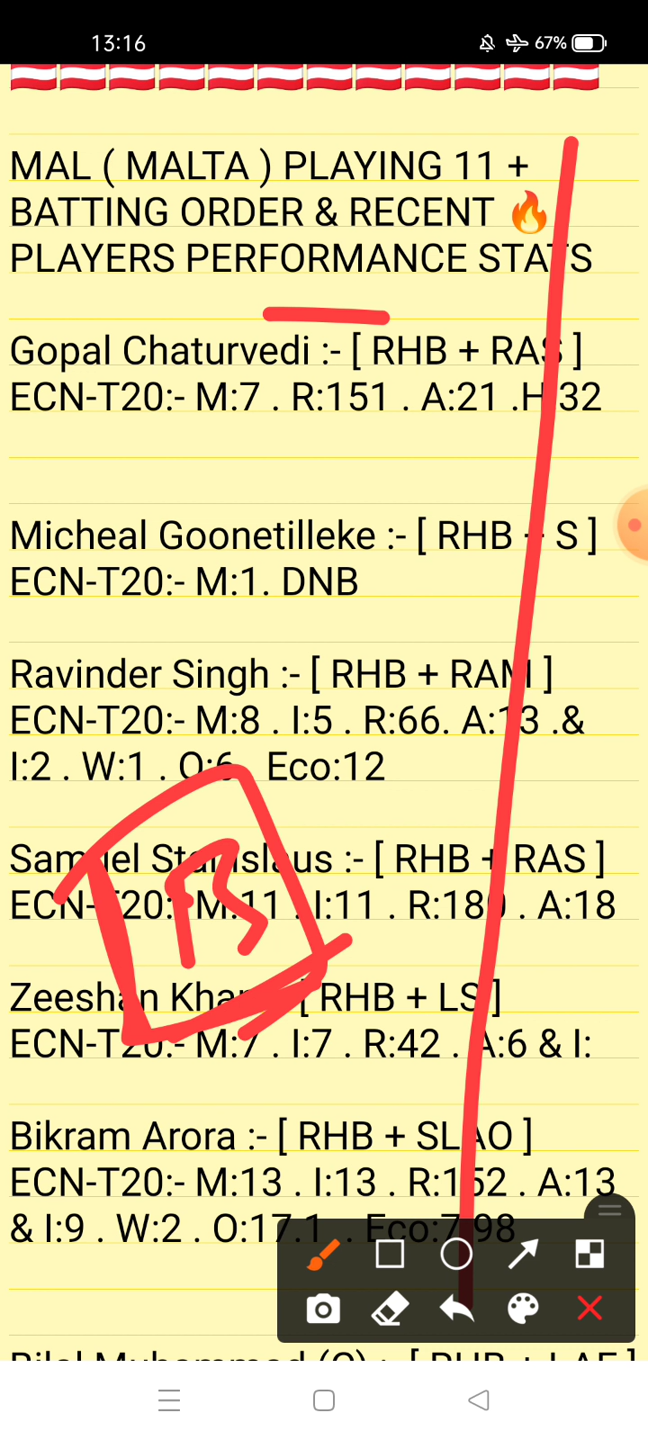 13:16
67%
MAL ( MALTA ) PLAYING 11 +
BATTING ORDER & RECENT 🔥
PLAYERS PERFORMANCE STATS
Gopal Chaturvedi :- [ RHB + RAS ]
ECN-T20:- M:7 . R:151 . A:21 .H:32
Micheal Goonetilleke :- [ RHB + S ]
ECN-T20:- M:1. DNB
Ravinder Singh :- [ RHB + RAM ]
ECN-T20:- M:8 . I:5 . R:66. A:13 .&
I:2 . W:1 . O:6 . Eco:12
Samuel Stanislaus :- [ RHB + RAS ]
ECN-T20:- M:11 . I:11 . R:180 . A:18
B
Zeeshan Khan :- [ RHB + LS ]
ECN-T20:- M:7 . I:7 . R:42 . A:6 & I:
Bikram Arora :- [ RHB + SLAO ]
ECN-T20:- M:13 . I:13 . R:152 . A:13
& I:9 . W:2 . O:17.1 . Eco:7.98
Bilal Muhammad (C) :- [ RHB + LAF ]